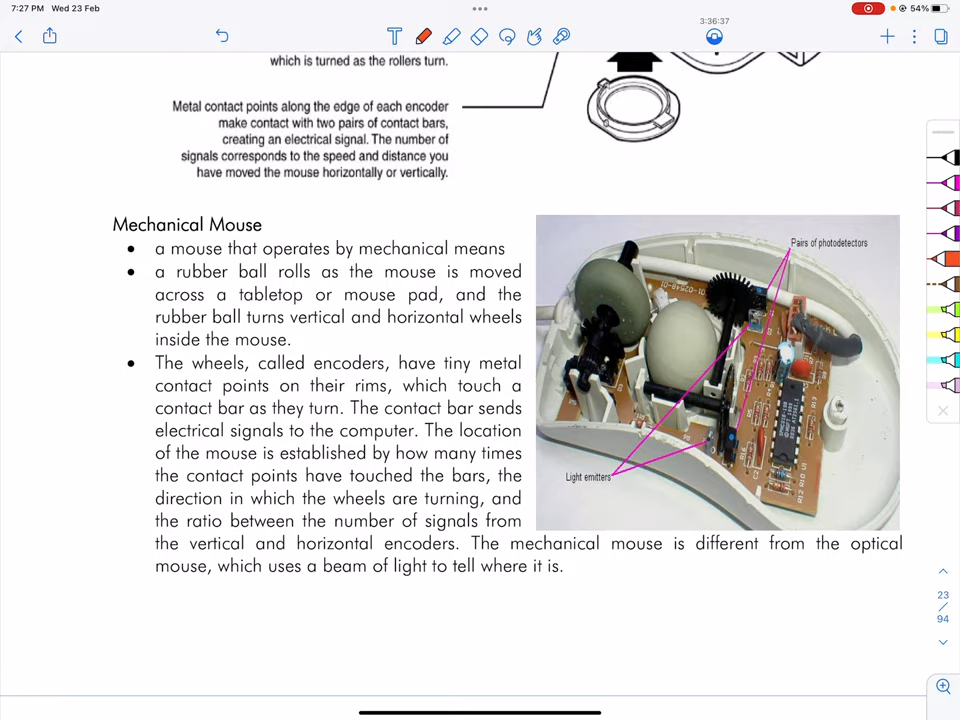 7:27 PM Wed 23 Feb
54%
3:36:37
which is turned as the rollers turn.
Metal contact points along the edge of each encoder
make contact with two pairs of contact bars,
creating an electrical signal. The number of
signals corresponds to the speed and distance you
have moved the mouse horizontally or vertically.
Mechanical Mouse
• a mouse that operates by mechanical means
• a rubber ball rolls as the mouse is moved
across a tabletop or mouse pad, and the
rubber ball turns vertical and horizontal wheels
inside the mouse.
• The wheels, called encoders, have tiny metal
contact points on their rims, which touch a
contact bar as they turn. The contact bar sends
electrical signals to the computer. The location
of the mouse is established by how many times
the contact points have touched the bars, the
direction in which the wheels are turning, and
the ratio between the number of signals from
the vertical and horizontal encoders. The mechanical mouse is different from the optical
mouse, which uses a beam of light to tell where it is.
Pairs of photodetectors
Light emitters
23
/
94